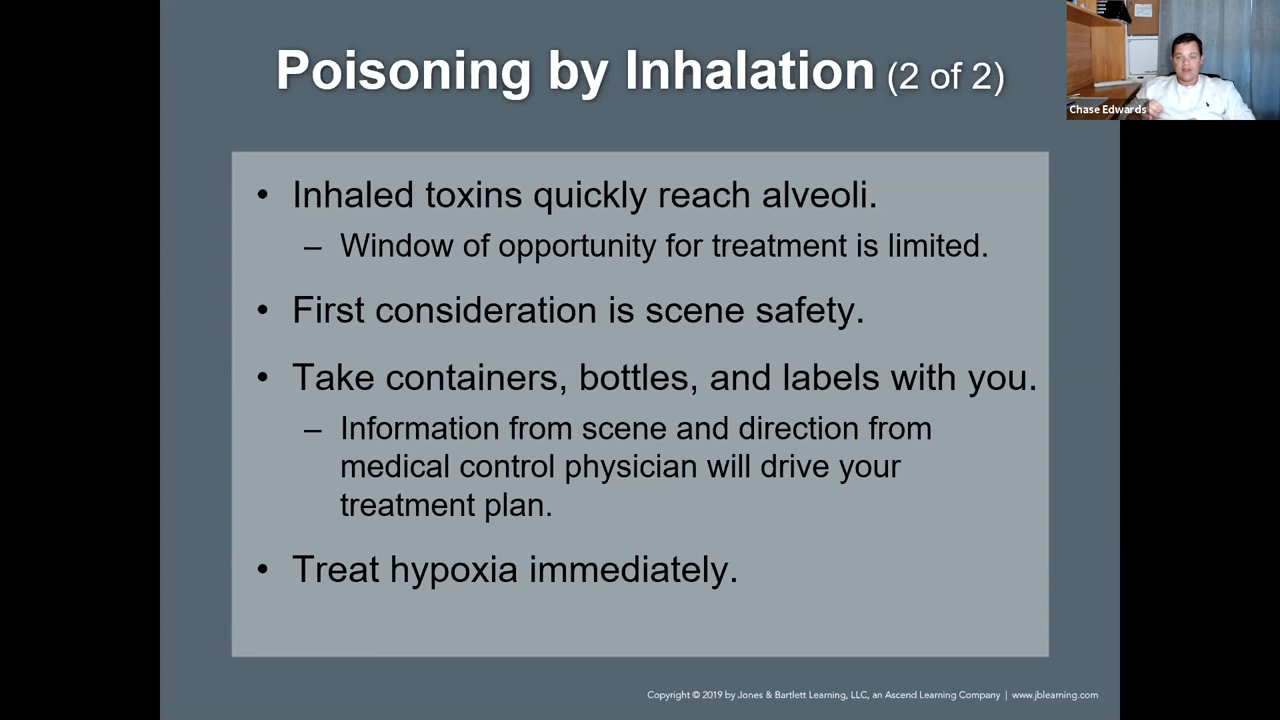 Poisoning by Inhalation (2 of 2)
Chase Edwards
• Inhaled toxins quickly reach alveoli.
– Window of opportunity for treatment is limited.
• First consideration is scene safety.
• Take containers, bottles, and labels with you.
– Information from scene and direction from
medical control physician will drive your
treatment plan.
• Treat hypoxia immediately.
Copyright © 2019 by Jones & Bartlett Learning, LLC, an Ascend Learning Company | www.jblearning.com